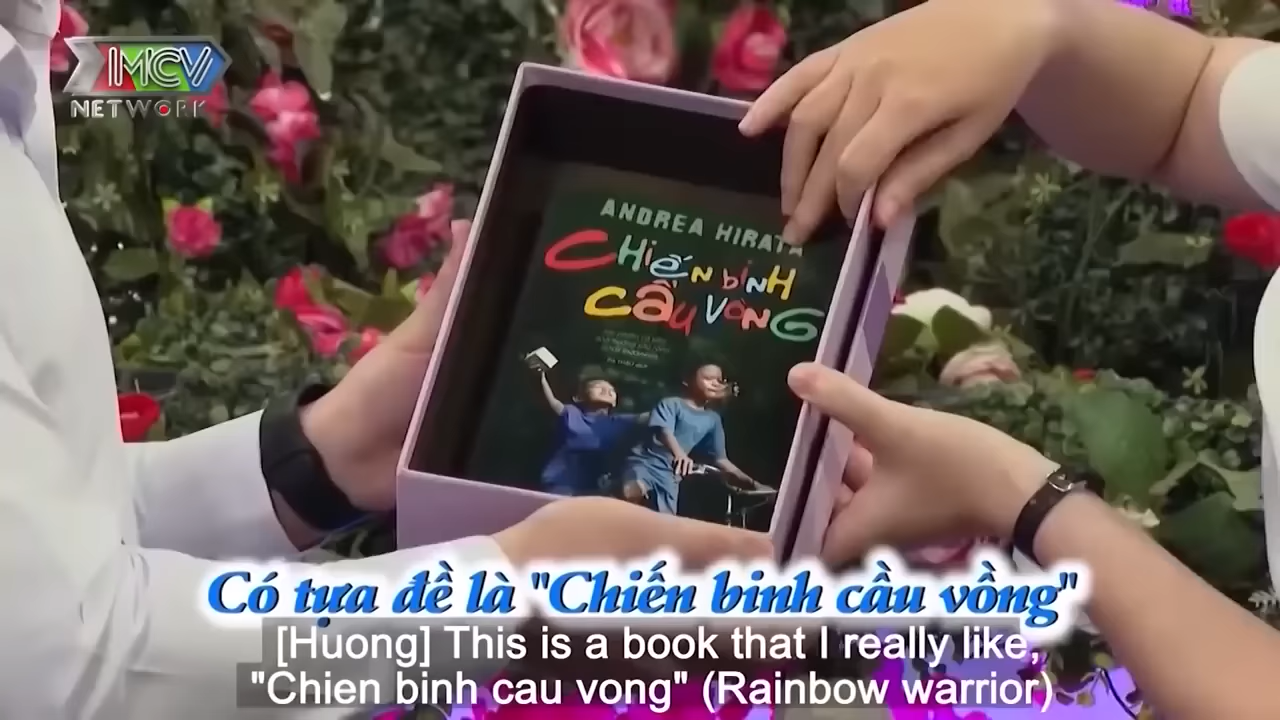 MCV
NETWORK
ANDREA HIRATA
CHiẾN biNH
CẦU VồNG
Có tựa đề là "Chiến binh cầu vồng"
[Huong] This is a book that I really like,
"Chien binh cau vong" (Rainbow warrior)